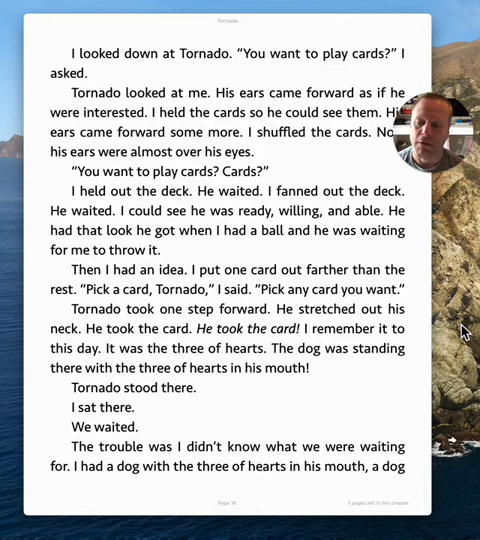 Tornado.
I looked down at Tornado. “You want to play cards?” I
asked.
Tornado looked at me. His ears came forward as if he
were interested. I held the cards so he could see them. Hi
ears came forward some more. I shuffled the cards. No
his ears were almost over his eyes.
“You want to play cards? Cards?”
I held out the deck. He waited. I fanned out the deck.
He waited. I could see he was ready, willing, and able. He
had that look he got when I had a ball and he was waiting
for me to throw it.
Then I had an idea. I put one card out farther than the
rest. “Pick a card, Tornado,” I said. “Pick any card you want.”
Tornado took one step forward. He stretched out his
neck. He took the card. He took the card! I remember it to
this day. It was the three of hearts. The dog was standing
there with the three of hearts in his mouth!
Tornado stood there.
I sat there.
We waited.
The trouble was I didn’t know what we were waiting
for. I had a dog with the three of hearts in his mouth, a dog
Page 19 5 pages left in this chapter